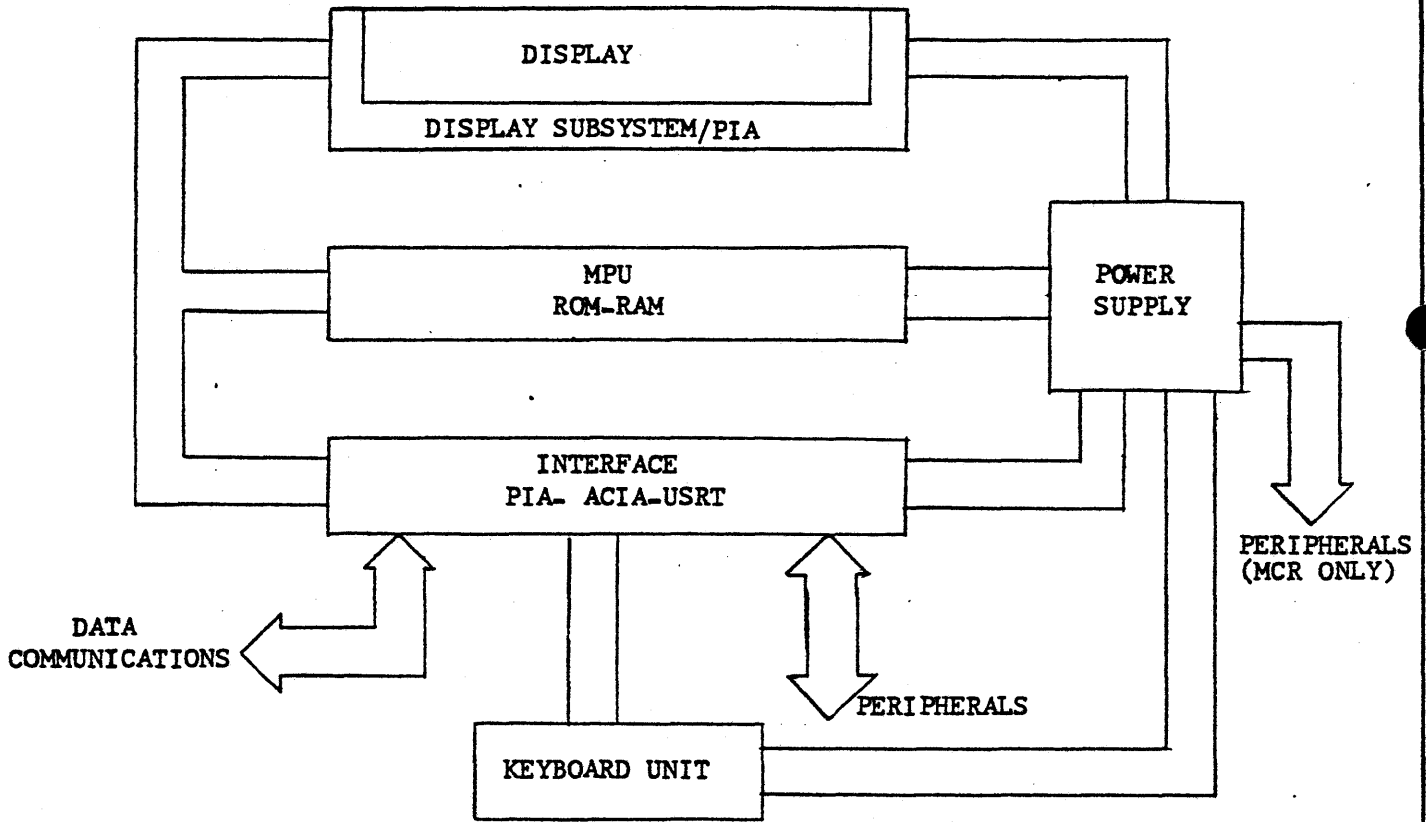 DISPLAY
DISPLAY SUBSYSTEM/PIA
MPU
ROM-RAM
POWER
SUPPLY
INTERFACE
PIA- ACIA-USRT
PERIPHERALS
(MCR ONLY)
DATA
COMMUNICATIONS
PERIPHERALS
KEYBOARD UNIT